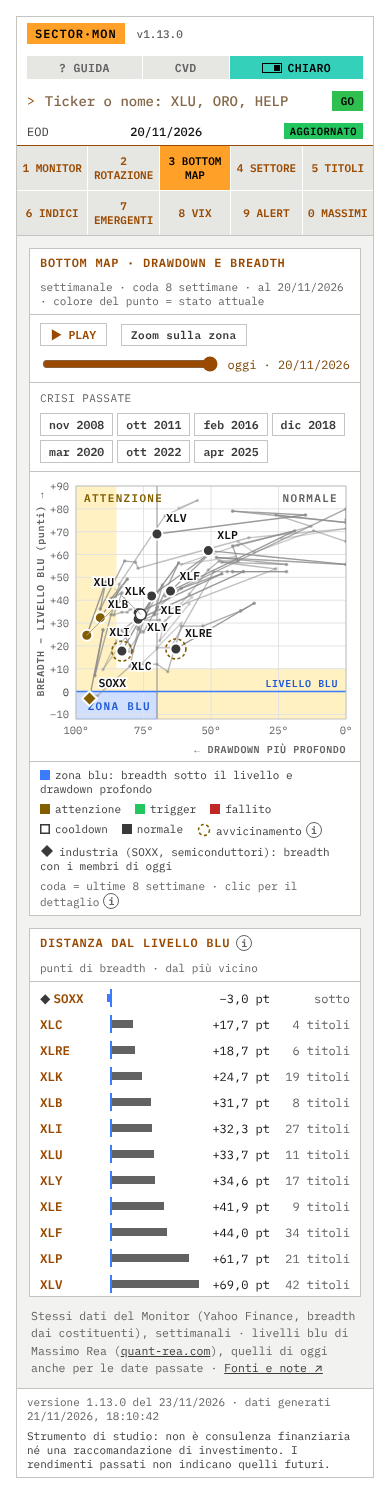 SECTOR·MON v1.13.0
? GUIDA CVD CHIARO
> Ticker o nome: XLU, ORO, HELP GO
EOD 20/11/2026 AGGIORNATO
1 MONITOR 2 ROTAZIONE 3 BOTTOM MAP 4 SETTORE 5 TITOLI
6 INDICI 7 EMERGENTI 8 VIX 9 ALERT 0 MASSIMI
BOTTOM MAP · DRAWDOWN E BREADTH
settimanale · coda 8 settimane · al 20/11/2026
· colore del punto = stato attuale
▶ PLAY Zoom sulla zona
oggi · 20/11/2026
CRISI PASSATE
nov 2008 ott 2011 feb 2016 dic 2018
mar 2020 ott 2022 apr 2025
BREADTH − LIVELLO BLU (punti) →
+90
+80
+70
+60
+50
+40
+30
+20
+10
0
−10
ATTENZIONE NORMALE
XLV
XLP
XLU XLK XLF
XLB XLE
XLI XLY XLRE
XLC
SOXX LIVELLO BLU
ZONA BLU
100° 75° 50° 25° 0°
← DRAWDOWN PIÙ PROFONDO
zona blu: breadth sotto il livello e
drawdown profondo
attenzione trigger fallito
cooldown normale avvicinamento i
industria (SOXX, semiconduttori): breadth
con i membri di oggi
coda = ultime 8 settimane · clic per il
dettaglio i
DISTANZA DAL LIVELLO BLU i
punti di breadth · dal più vicino
◆ SOXX −3,0 pt sotto
XLC +17,7 pt 4 titoli
XLRE +18,7 pt 6 titoli
XLK +24,7 pt 19 titoli
XLB +31,7 pt 8 titoli
XLI +32,3 pt 27 titoli
XLU +33,7 pt 11 titoli
XLY +34,6 pt 17 titoli
XLE +41,9 pt 9 titoli
XLF +44,0 pt 34 titoli
XLP +61,7 pt 21 titoli
XLV +69,0 pt 42 titoli
Stessi dati del Monitor (Yahoo Finance, breadth
dai costituenti), settimanali · livelli blu di
Massimo Rea (quant-rea.com), quelli di oggi
anche per le date passate · Fonti e note ↗
versione 1.13.0 del 23/11/2026 · dati generati
21/11/2026, 18:10:42
Strumento di studio: non è consulenza finanziaria
né una raccomandazione di investimento. I
rendimenti passati non indicano quelli futuri.